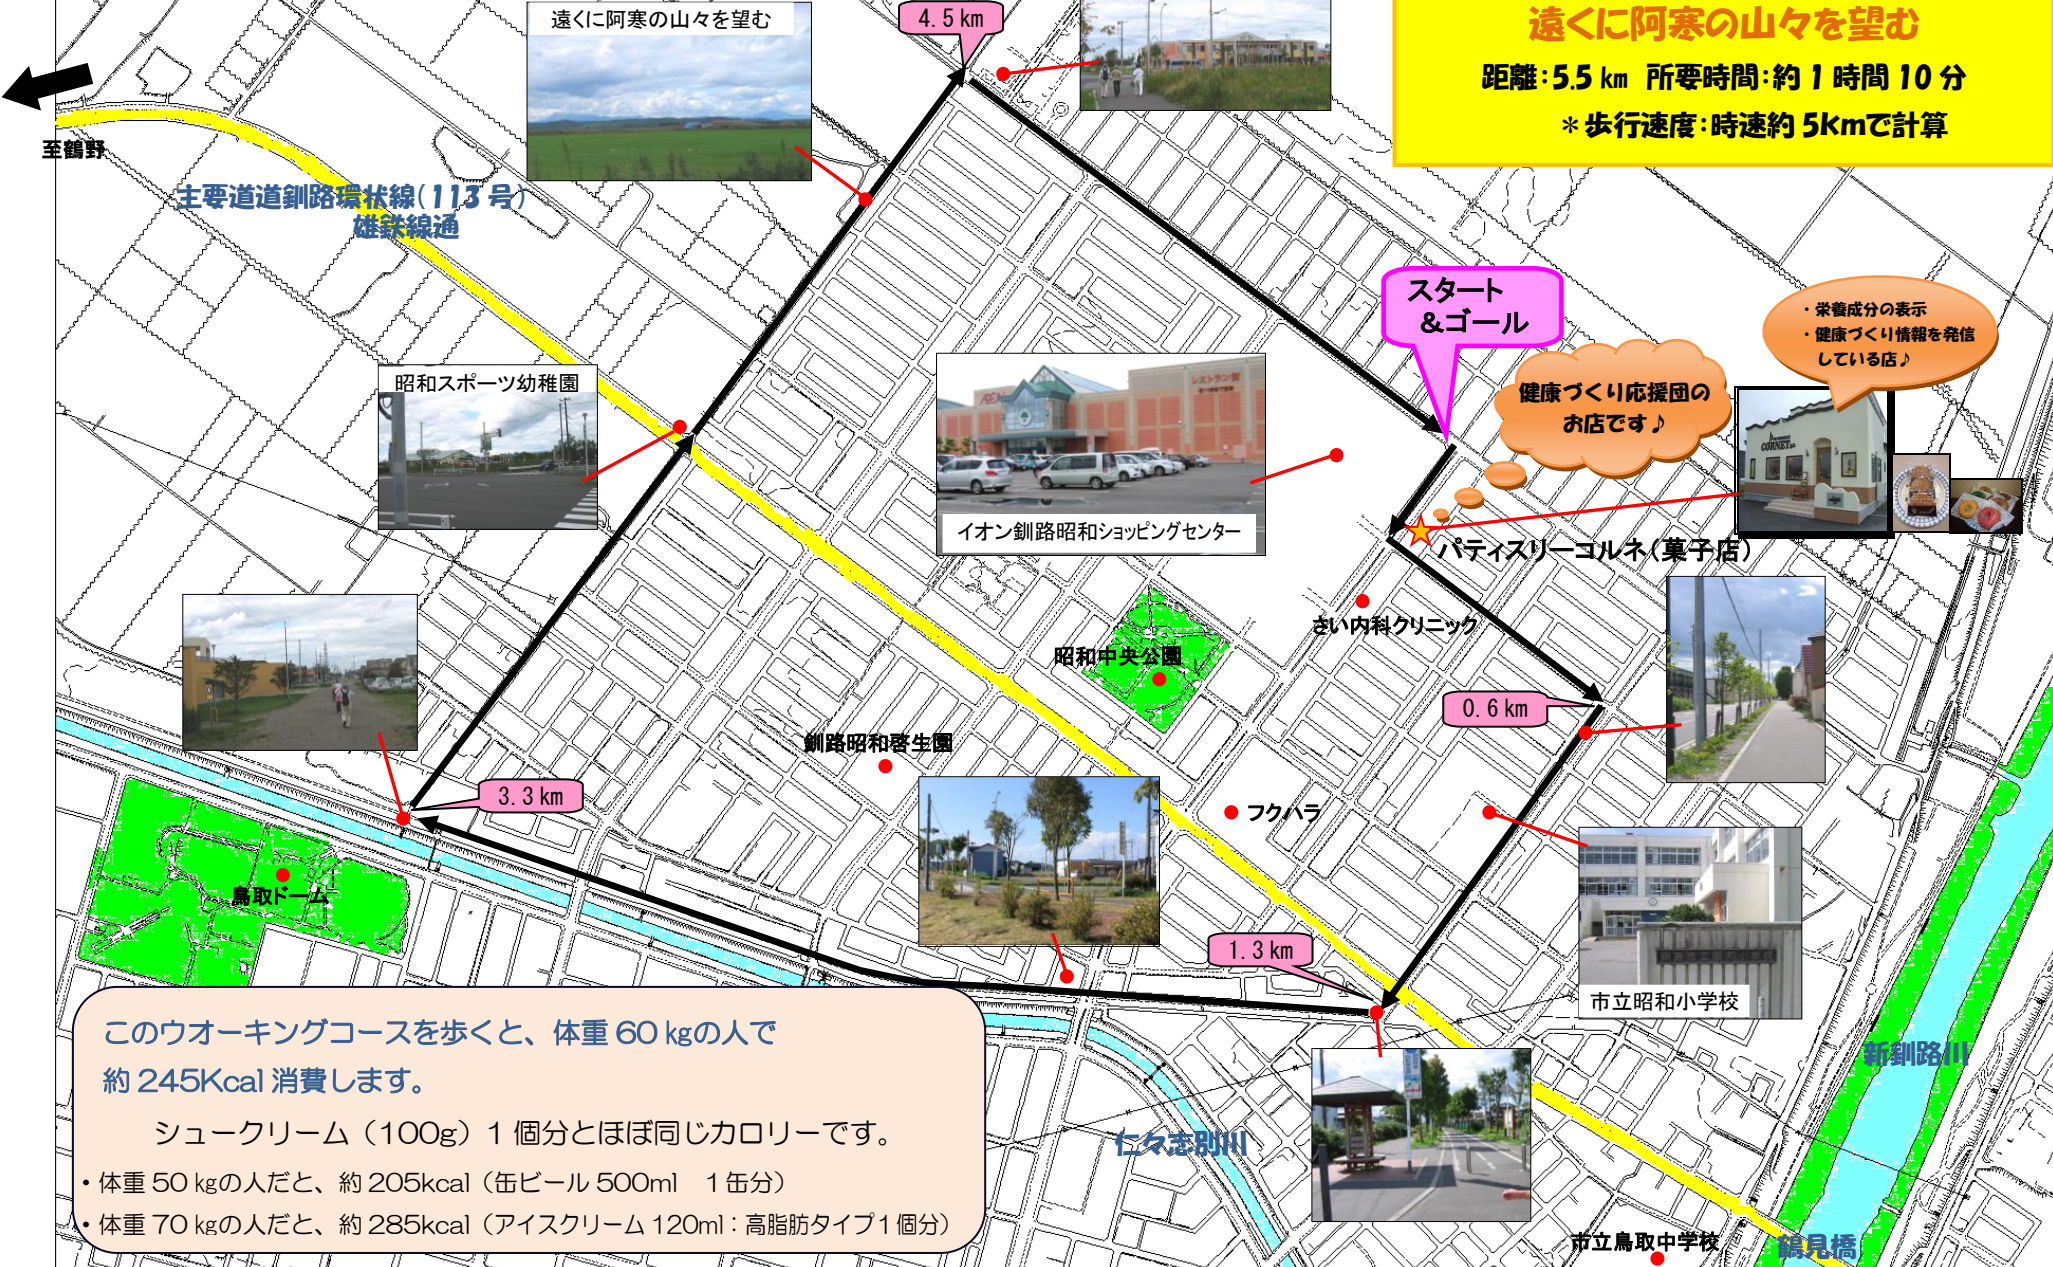 遠くに阿寒の山々を望む
4.5km
遠くに阿寒の山々を望む
距離：5.5km 所要時間：約1時間10分
＊歩行速度：時速約5Kmで計算
至鶴野
主要道道釧路環状線（113号）
雄鉄線通
スタート
＆ゴール
・栄養成分の表示
・健康づくり情報を発信
している店♪
健康づくり応援団の
お店です♪
CORNET
昭和スポーツ幼稚園
レストラン街
イオン釧路昭和ショッピングセンター
パティスリーコルネ（菓子店）
さい内科クリニック
昭和中央公園
0.6km
釧路昭和啓生園
3.3km
フクハラ
鳥取ドーム
1.3km
市立昭和小学校
新釧路川
仁々志別川
市立鳥取中学校
鶴見橋
このウオーキングコースを歩くと、体重60kgの人で
約245Kcal消費します。
シュークリーム（100g）1個分とほぼ同じカロリーです。
・体重50kgの人だと、約205kcal（缶ビール500ml　1缶分）
・体重70kgの人だと、約285kcal（アイスクリーム120ml：高脂肪タイプ1個分）